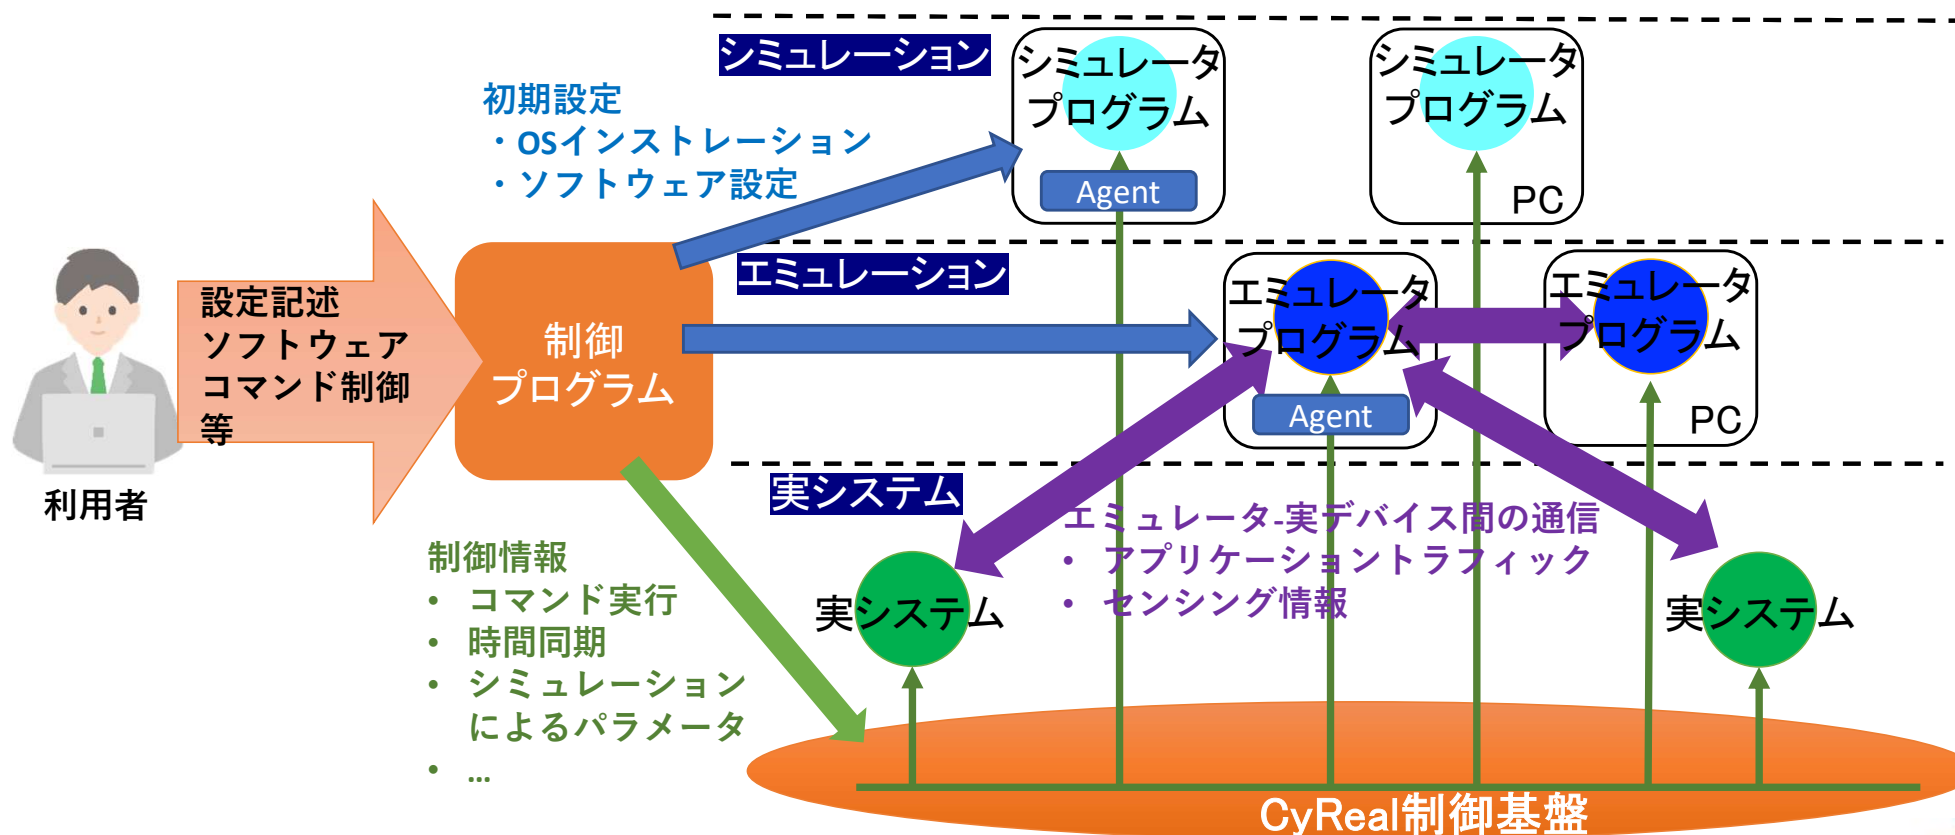 シミュレーション
シミュレータ
プログラム
Agent
シミュレータ
プログラム
PC
初期設定
・OSインストレーション
・ソフトウェア設定
エミュレーション
エミュレータ
プログラム
Agent
エミュレータ
プログラム
PC
設定記述
ソフトウェア
コマンド制御
等
制御
プログラム
利用者
実システム
エミュレータ-実デバイス間の通信
• アプリケーショントラフィック
• センシング情報
制御情報
• コマンド実行
• 時間同期
• シミュレーション
によるパラメータ
• ...
実システム
実システム
CyReal制御基盤